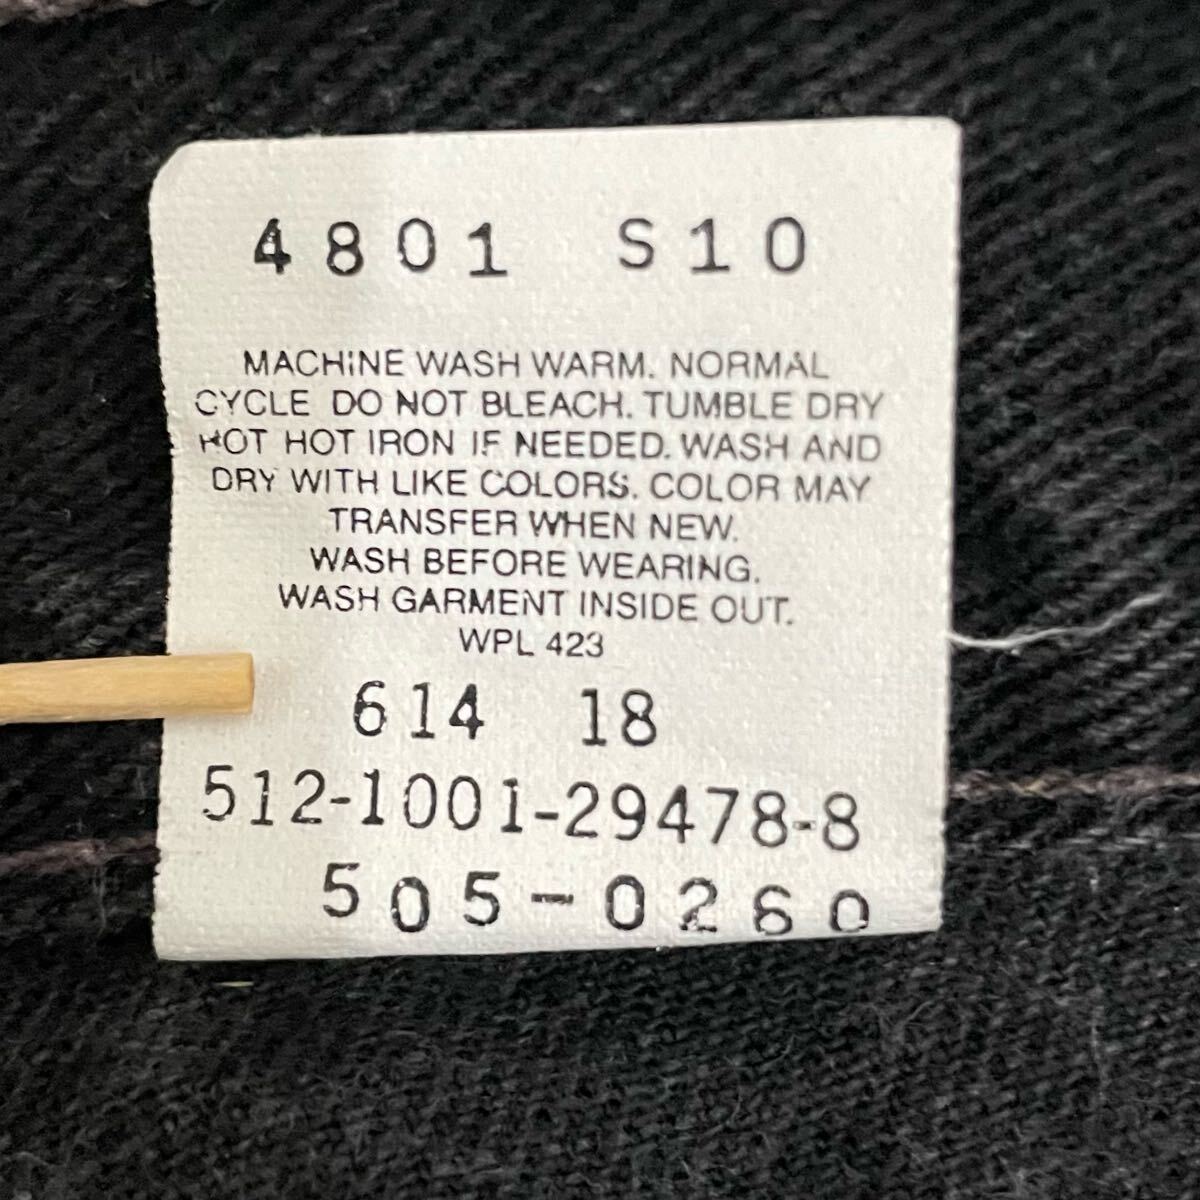 4801 S10
MACHINE WASH WARM. NORMAL
CYCLE DO NOT BLEACH. TUMBLE DRY
HOT HOT IRON IF NEEDED. WASH AND
DRY WITH LIKE COLORS. COLOR MAY
TRANSFER WHEN NEW.
WASH BEFORE WEARING.
WASH GARMENT INSIDE OUT.
WPL 423
614 18
512-1001-29478-8
505-0260